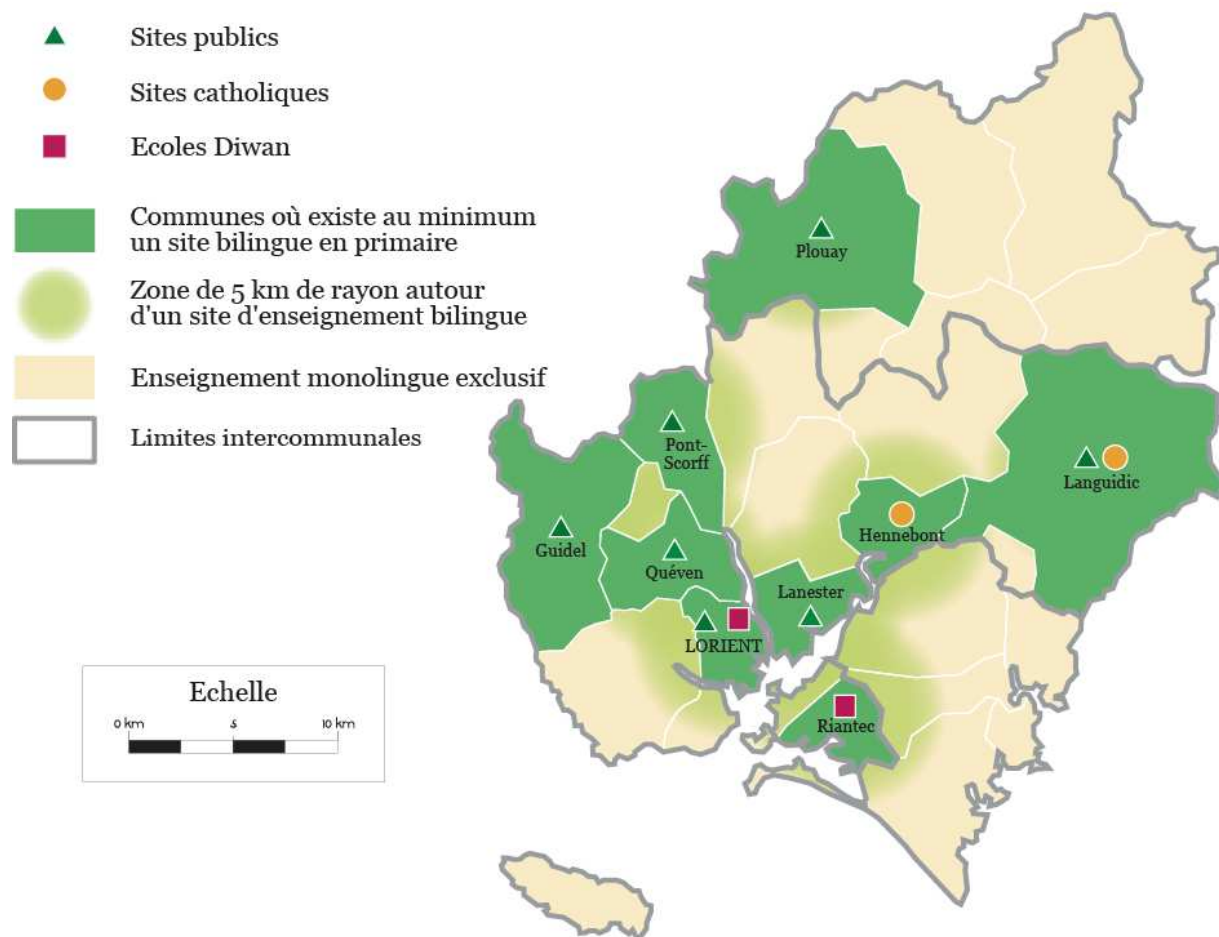 Sites publics
Sites catholiques
Ecoles Diwan
Communes où existe au minimum
un site bilingue en primaire
Zone de 5 km de rayon autour
d'un site d'enseignement bilingue
Enseignement monolingue exclusif
Limites intercommunales
Plouay
Pont-
Scorff
Languidic
Guidel
Hennebont
Quéven
Lanester
LORIENT
Riantec
Echelle
0 km 5 10 km